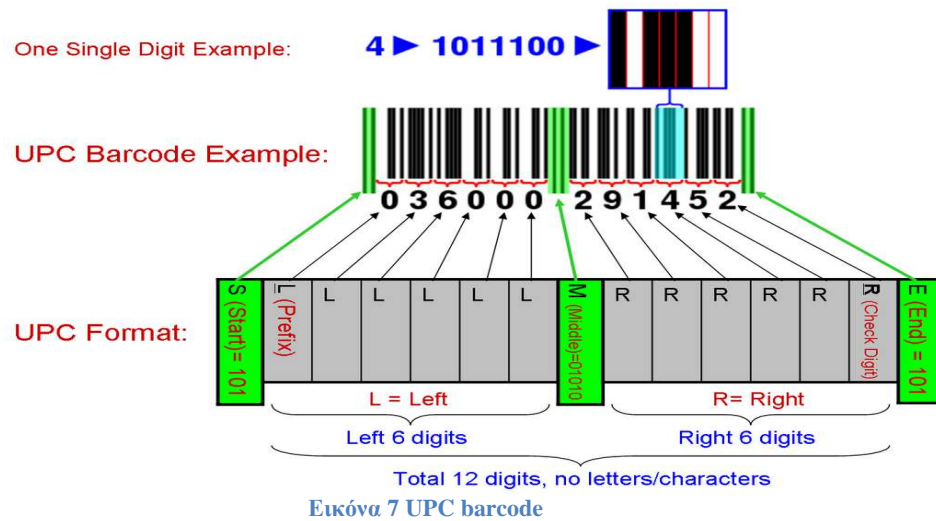 One Single Digit Example:
4 ► 1011100 ►
UPC Barcode Example:
0 3 6 0 0 0 2 9 1 4 5 2
UPC Format:
S (Start)= 101
L (Prefix)
L
L
L
L
L
M (Middle)=01010
R
R
R
R
R
R (Check Digit)
E (End) = 101
L = Left
R= Right
Left 6 digits
Right 6 digits
Total 12 digits, no letters/characters
Εικόνα 7 UPC barcode